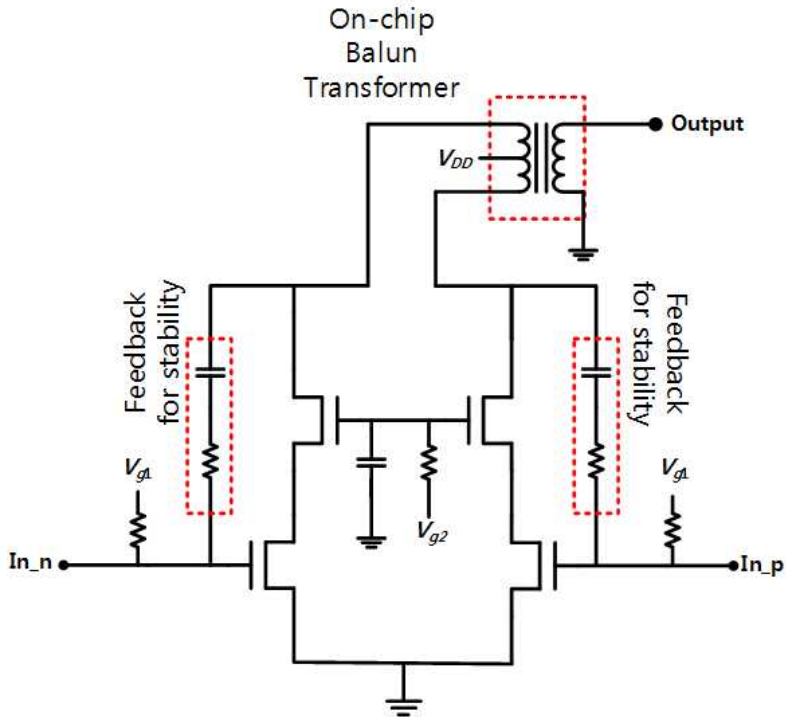 On-chip
Balun
Transformer
Output
VDD
Feedback
for stability
Feedback
for stability
Vg1
Vg1
Vg2
In_n
In_p